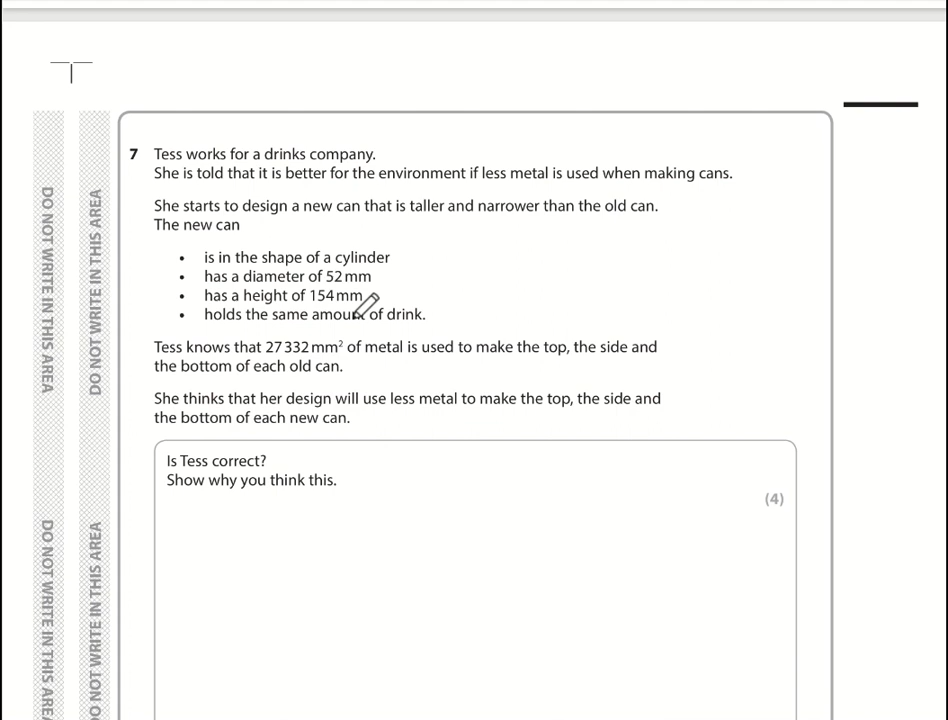 7 Tess works for a drinks company.
She is told that it is better for the environment if less metal is used when making cans.
She starts to design a new can that is taller and narrower than the old can.
The new can
• is in the shape of a cylinder
• has a diameter of 52 mm
• has a height of 154 mm
• holds the same amount of drink.
Tess knows that 27 332 mm² of metal is used to make the top, the side and
the bottom of each old can.
She thinks that her design will use less metal to make the top, the side and
the bottom of each new can.
Is Tess correct?
Show why you think this.
(4)
DO NOT WRITE IN THIS AREA
DO NOT WRITE IN THIS AREA
DO NOT WRITE IN THIS AREA
DO NOT WRITE IN THIS AREA